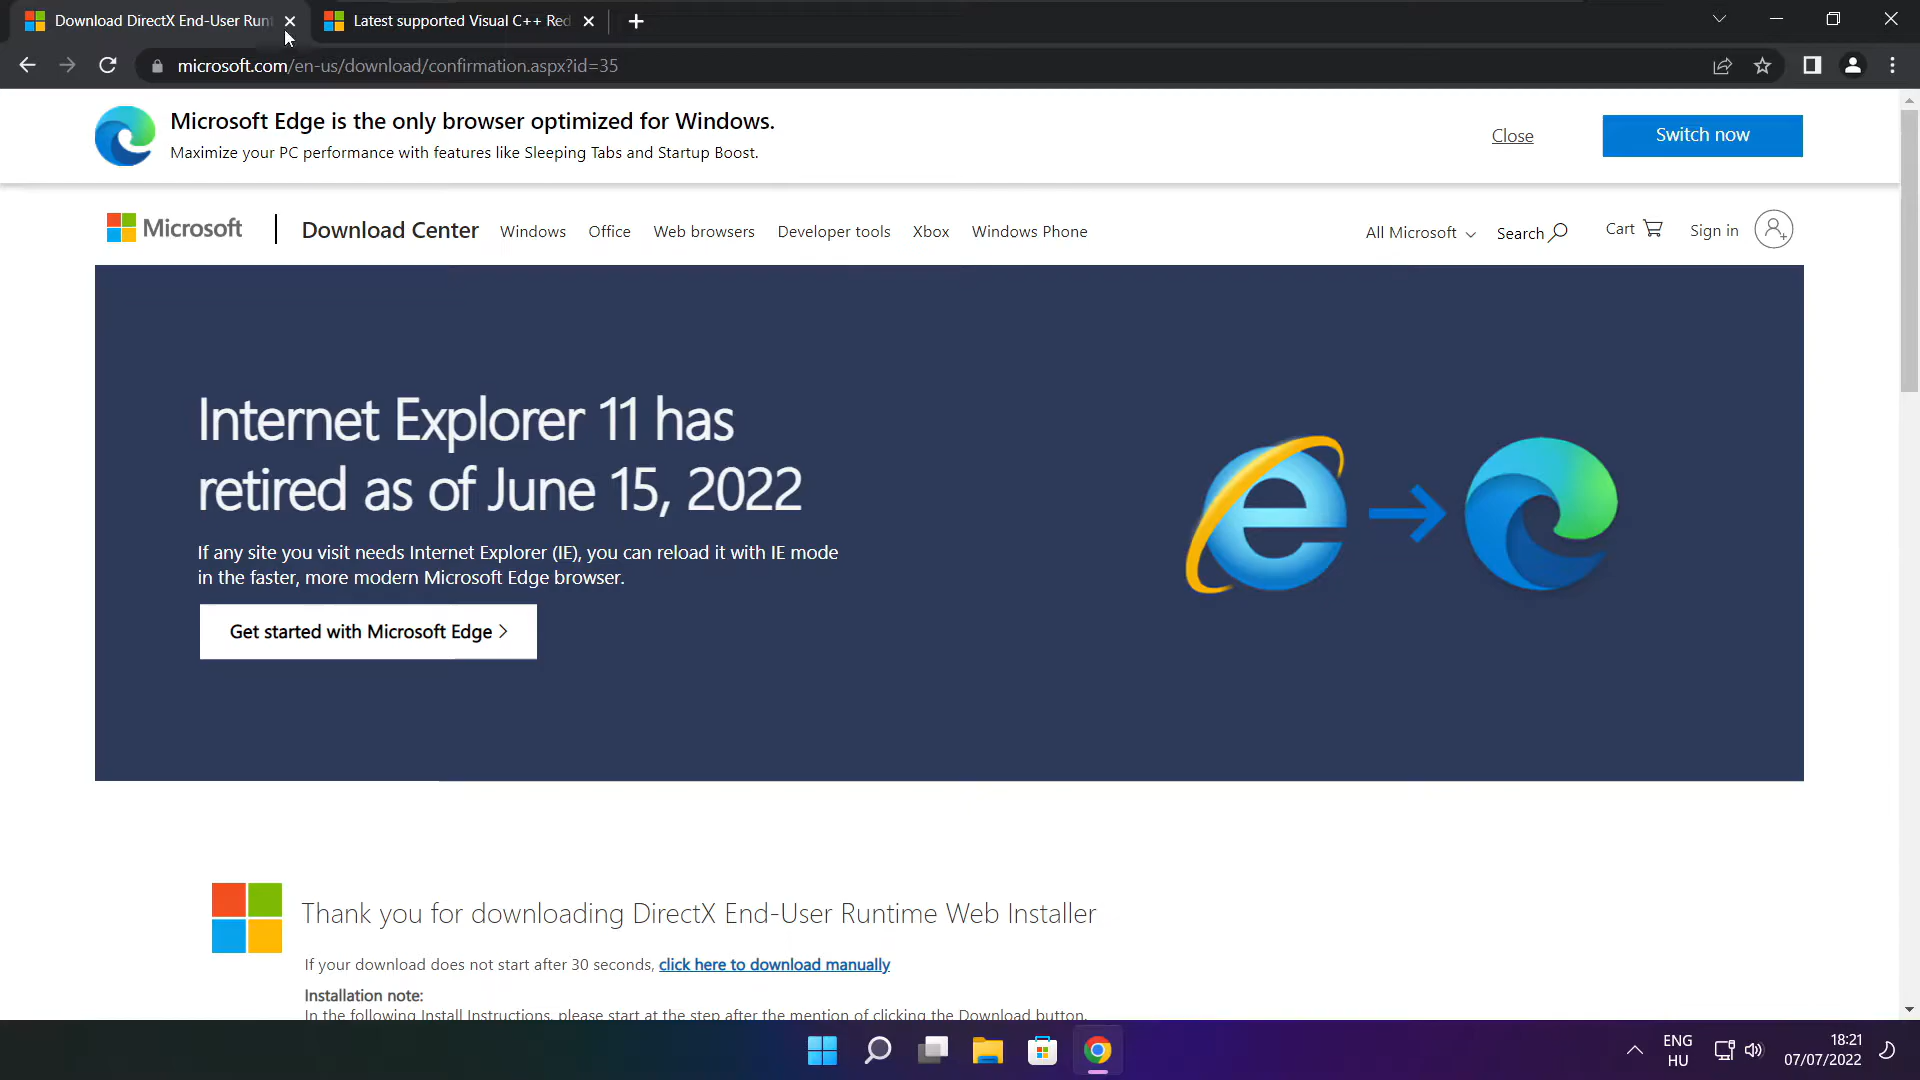 Download DirectX End-User Runt
Latest supported Visual C++ Red
microsoft.com/en-us/download/confirmation.aspx?id=35
Microsoft Edge is the only browser optimized for Windows.
Maximize your PC performance with features like Sleeping Tabs and Startup Boost.
Close
Switch now
Microsoft
Download Center
Windows
Office
Web browsers
Developer tools
Xbox
Windows Phone
All Microsoft
Search
Cart
Sign in
Internet Explorer 11 has
retired as of June 15, 2022
If any site you visit needs Internet Explorer (IE), you can reload it with IE mode
in the faster, more modern Microsoft Edge browser.
Get started with Microsoft Edge
Thank you for downloading DirectX End-User Runtime Web Installer
If your download does not start after 30 seconds, click here to download manually
Installation note:
In the following Install Instructions, please start at the step after the mention of clicking the Download button.
ENG
HU
18:21
07/07/2022